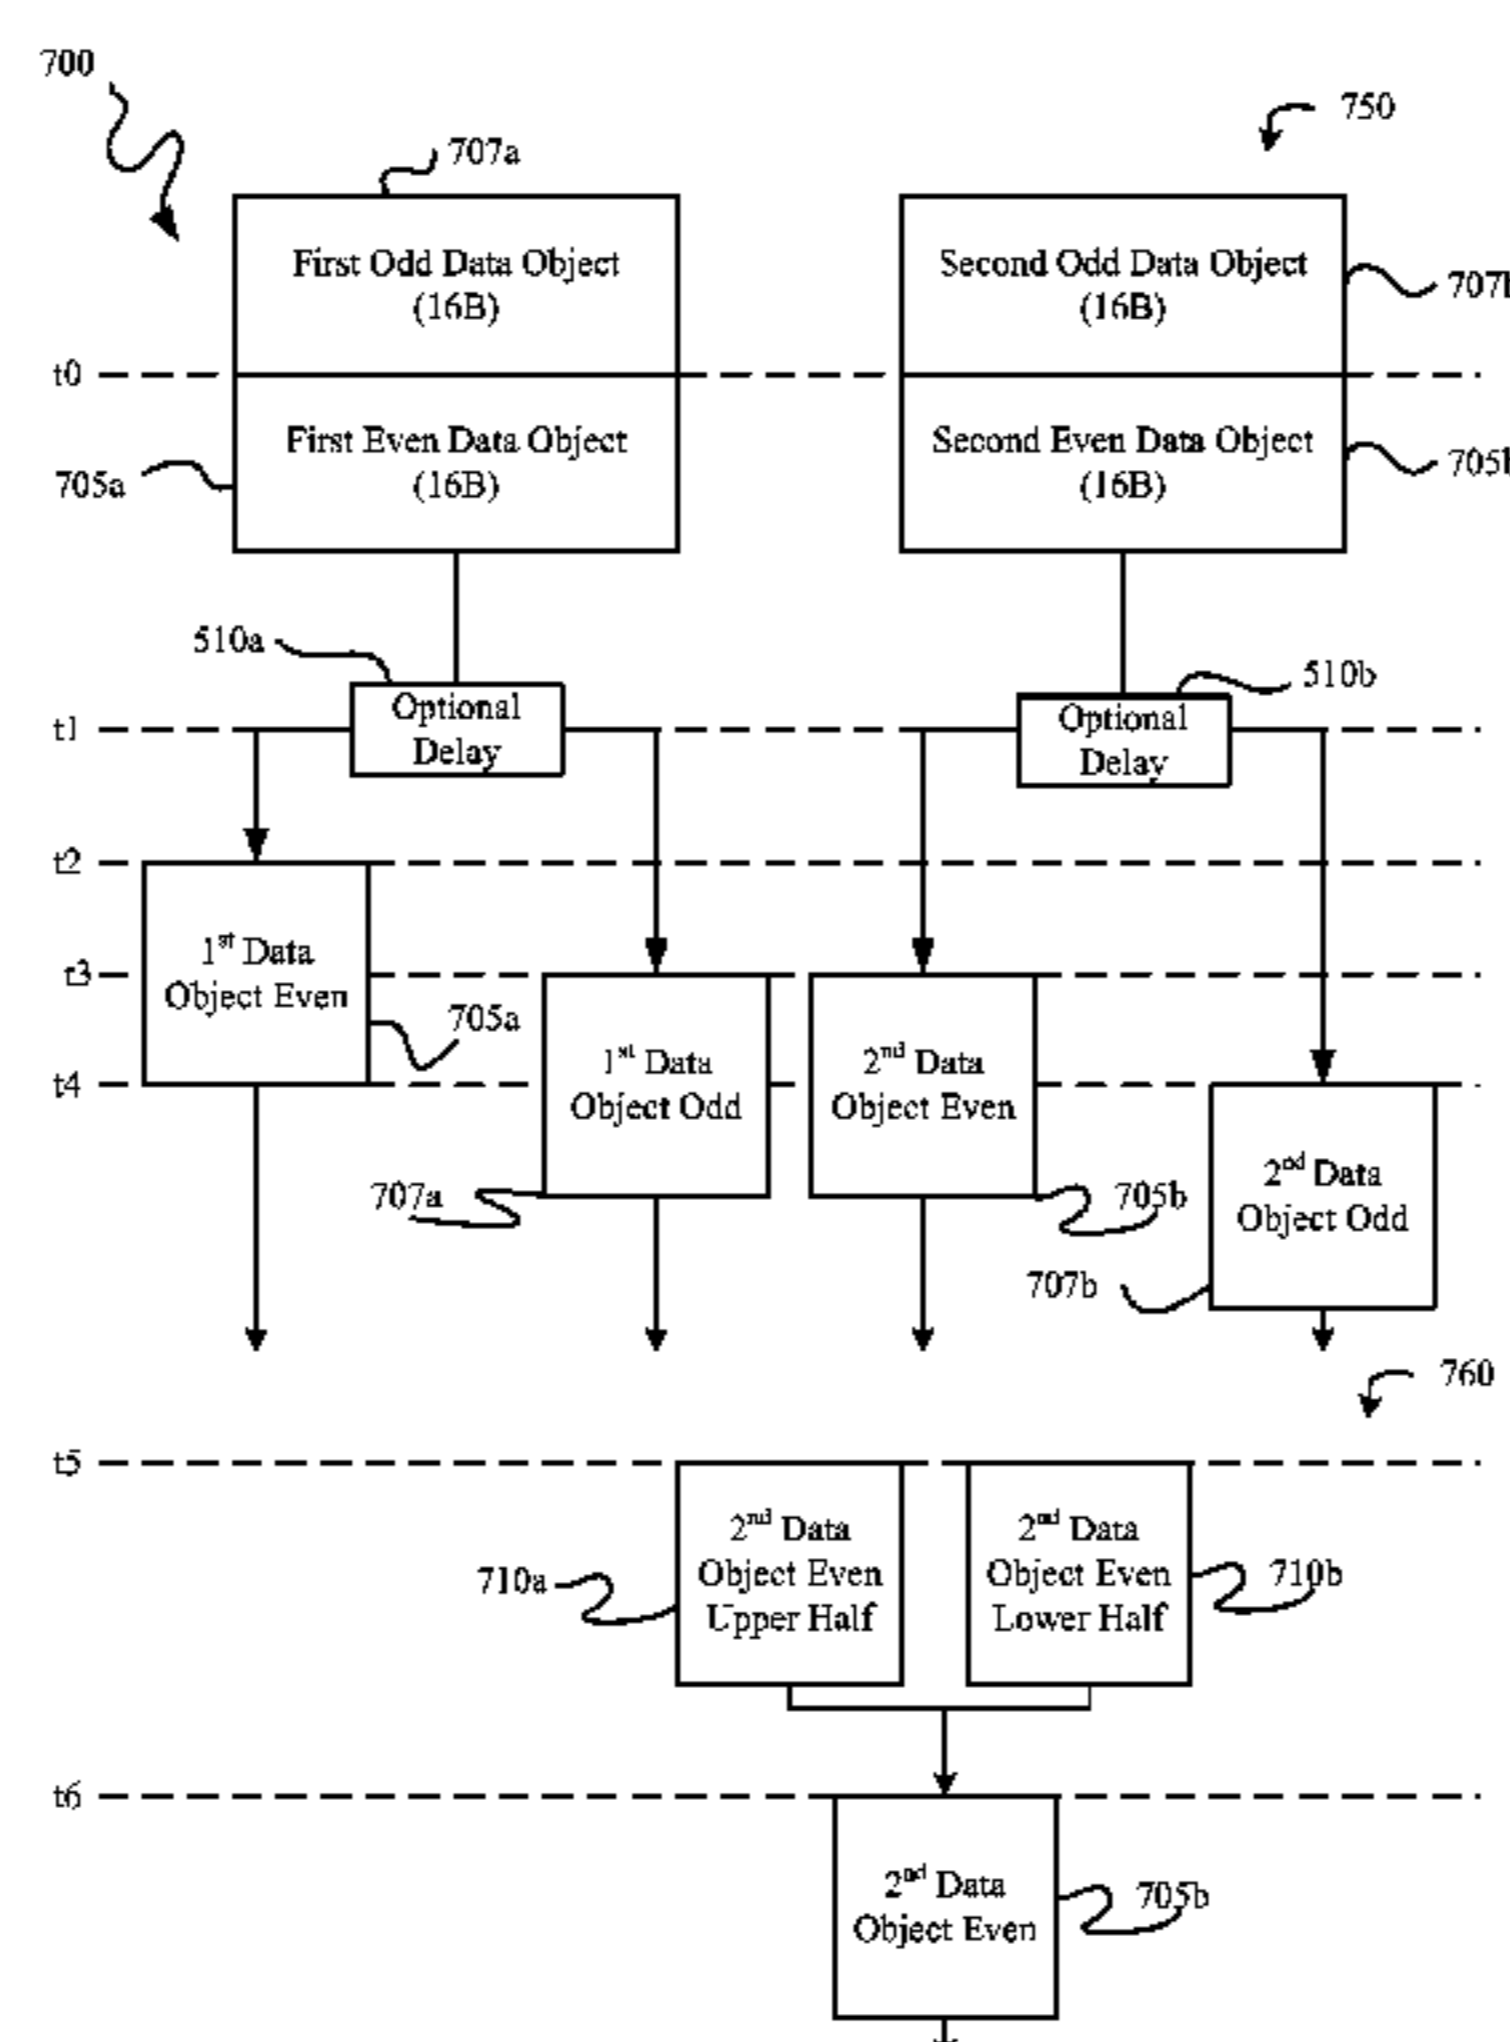 700
750
707a
First Odd Data Object
(16B)
Second Odd Data Object
(16B)
t0
First Even Data Object
(16B)
705a
Second Even Data Object
(16B)
510a
Optional
Delay
510b
Optional
Delay
t1
t2
1st Data
Object Even
t3
705a
1st Data
Object Odd
2nd Data
Object Even
t4
707a
705b
2nd Data
Object Odd
707b
760
t5
2nd Data
Object Even
Upper Half
710a
2nd Data
Object Even
Lower Half
710b
t6
2nd Data
Object Even
705b